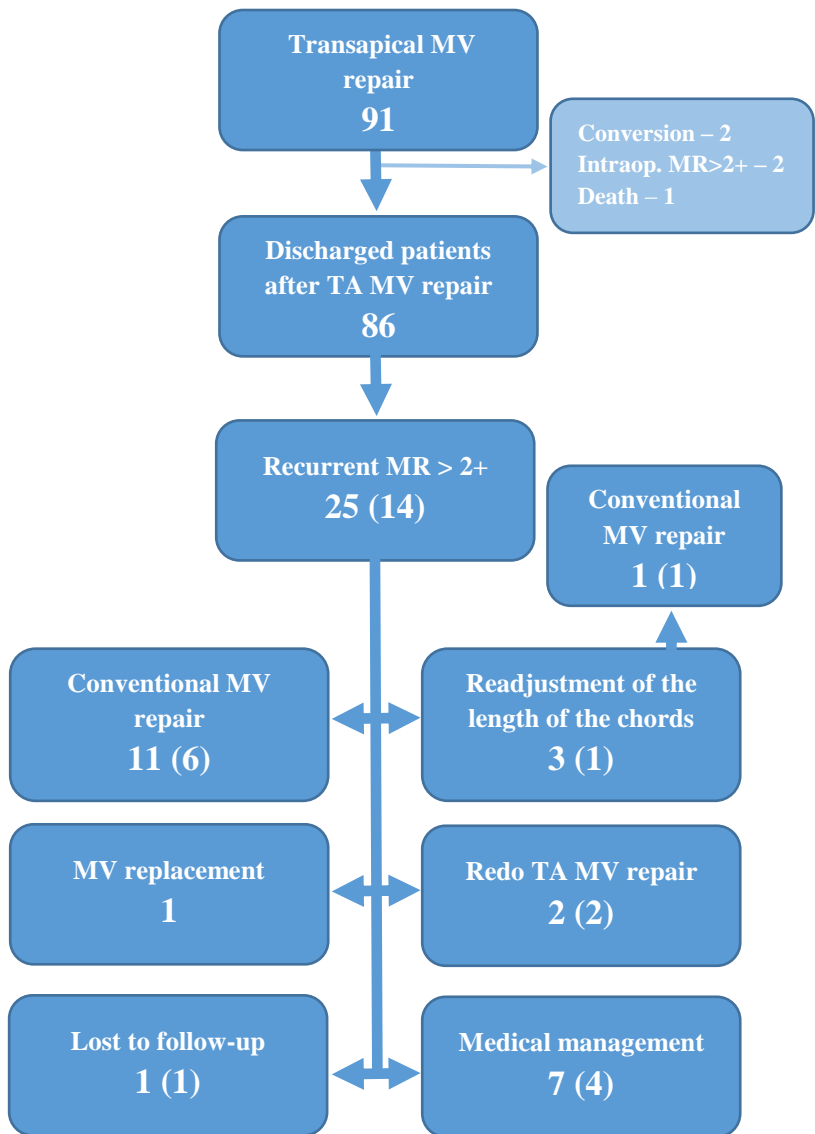 Transapical MV
repair
91
Conversion – 2
Intraop. MR>2+ – 2
Death – 1
Discharged patients
after TA MV repair
86
Recurrent MR > 2+
25 (14)
Conventional
MV repair
1 (1)
Conventional MV
repair
11 (6)
Readjustment of the
length of the chords
3 (1)
MV replacement
1
Redo TA MV repair
2 (2)
Lost to follow-up
1 (1)
Medical management
7 (4)